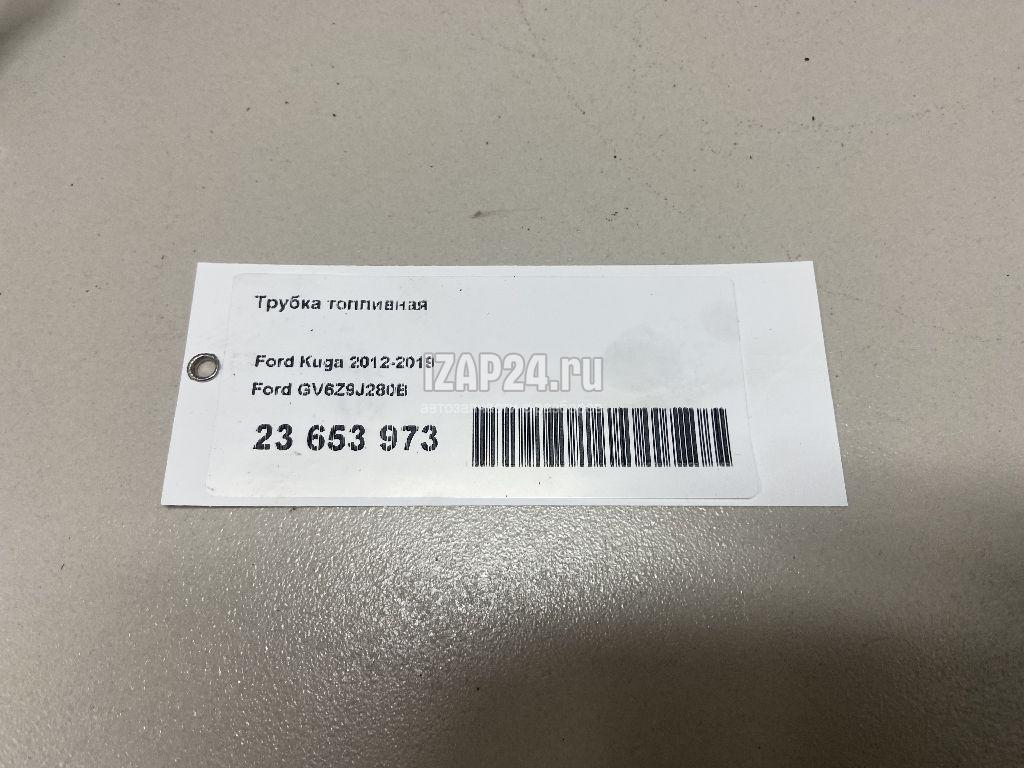 Трубка топливная
Ford Kuga 2012-2019
Ford GV6Z9J280B
23 653 973
IZAP24.ru